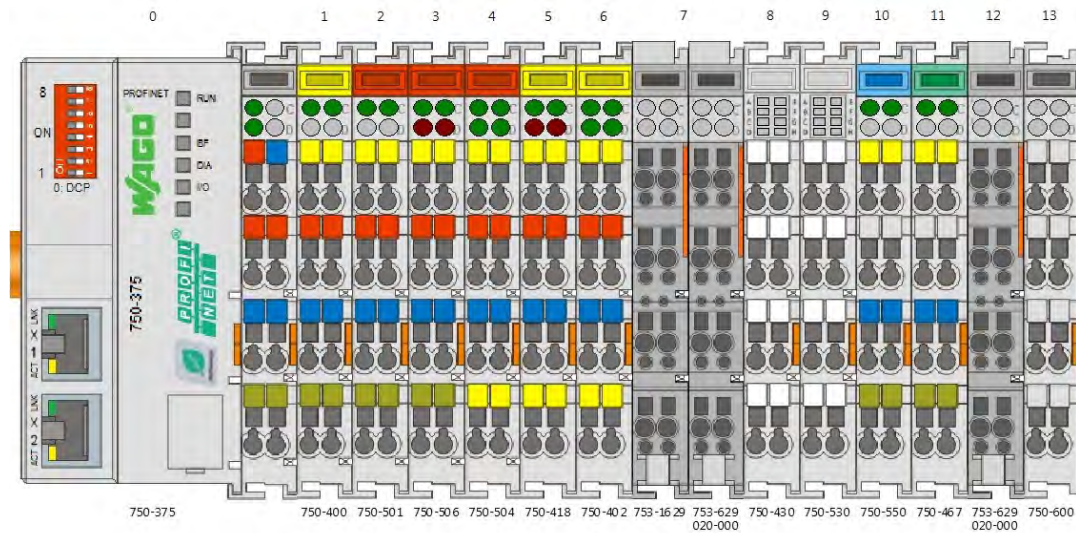 0 1 2 3 4 5 6 7 8 9 10 11 12 13
8
ON
1
0: DCP
PROFINET
RUN
BF
DIA
I/O
WAGO
750-375
PROFI
NET
LNK
X
1
ACT
LNK
X
2
ACT
750-375 750-400 750-501 750-506 750-504 750-418 750-402 753-1629 753-629 750-430 750-530 750-550 750-467 753-629 750-600
020-000 020-000